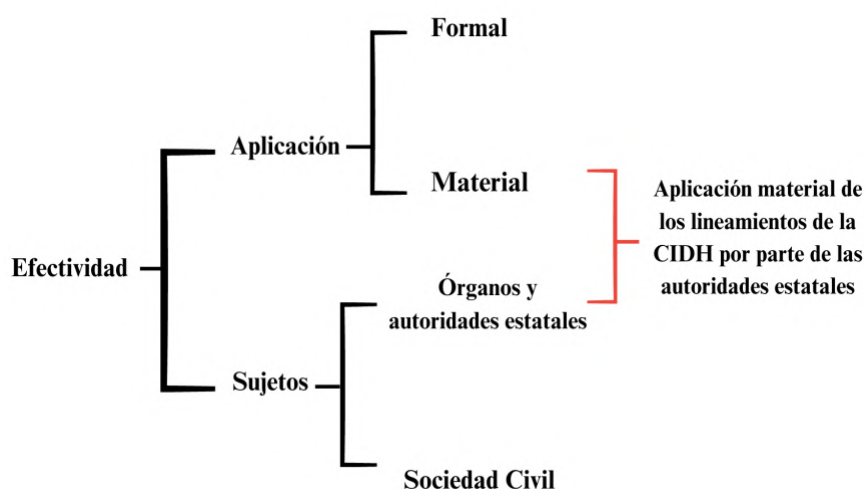 Formal
Aplicación
Material
Aplicación material de
los lineamientos de la
CIDH por parte de las
autoridades estatales
Efectividad
Órganos y
autoridades estatales
Sujetos
Sociedad Civil